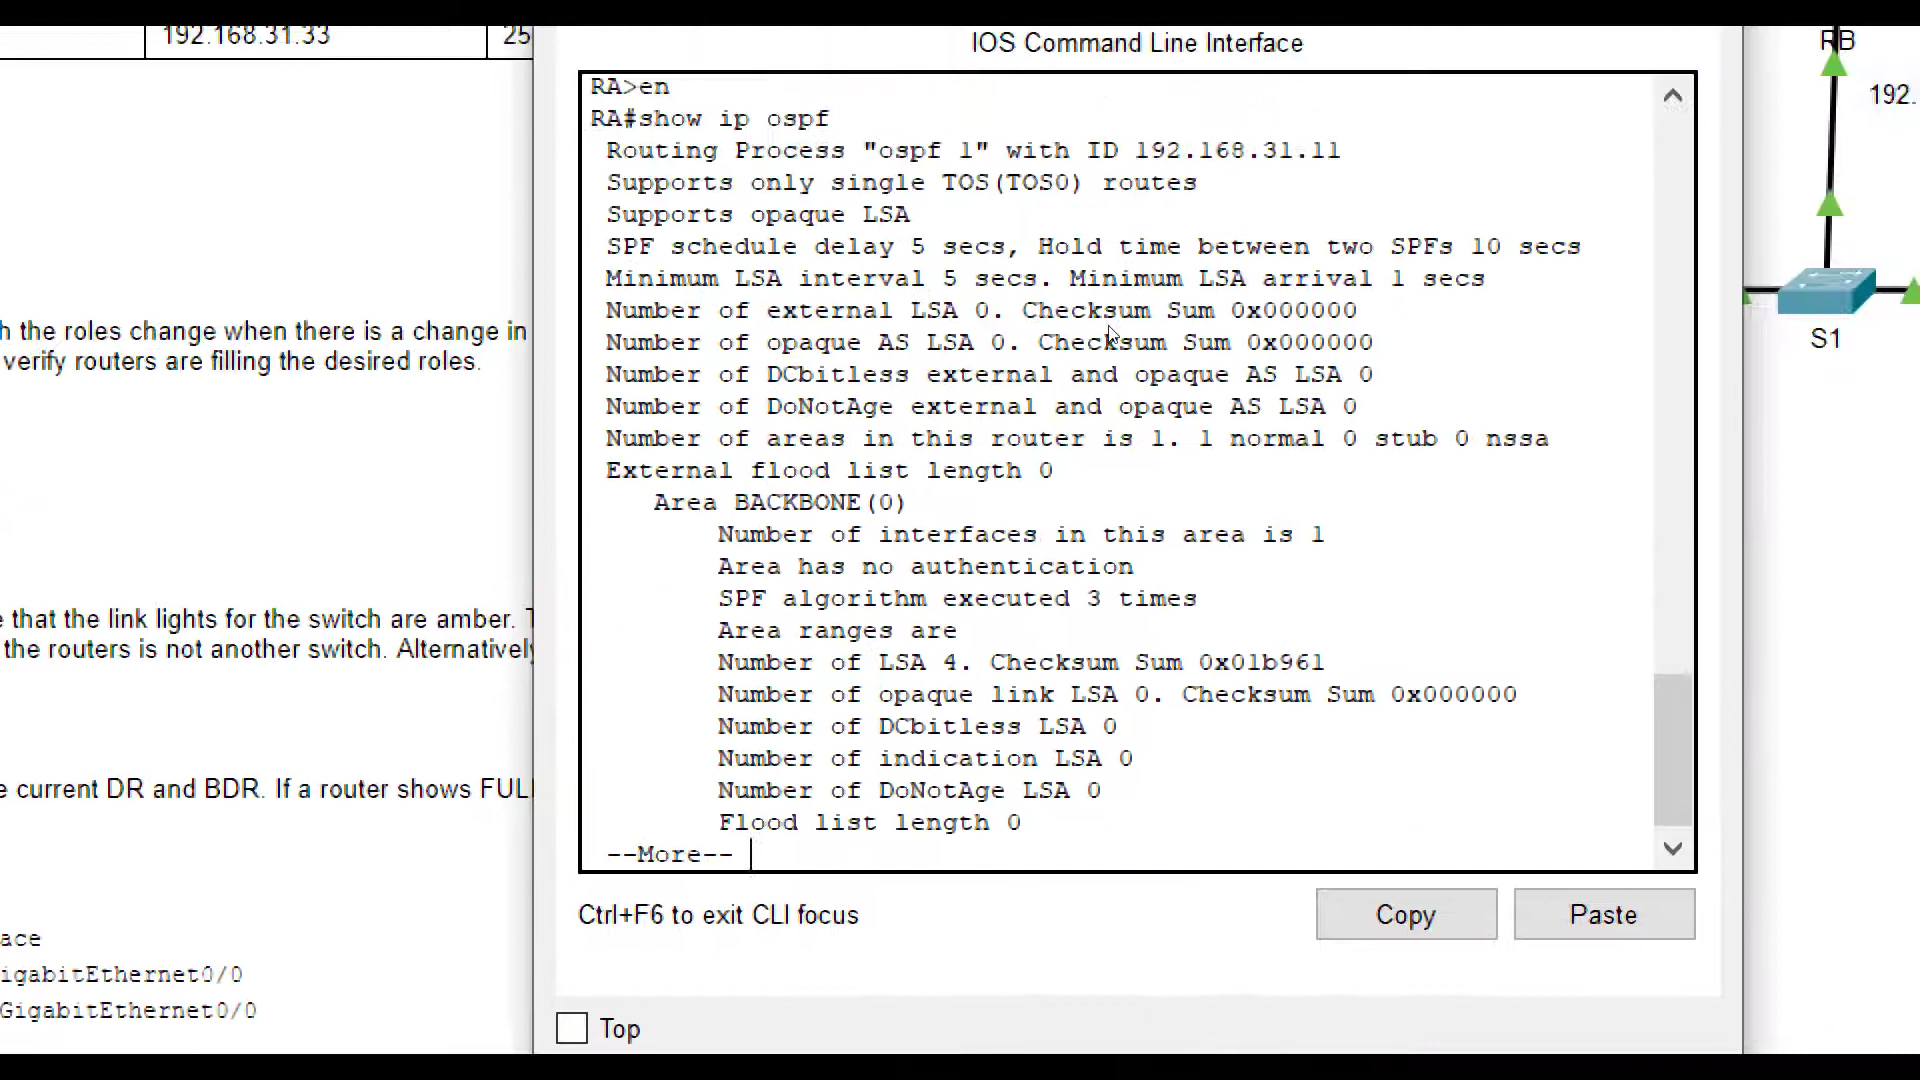 192.168.31.33
25
IOS Command Line Interface
RB
192.
RA>en
RA#show ip ospf
Routing Process "ospf 1" with ID 192.168.31.11
Supports only single TOS(TOS0) routes
Supports opaque LSA
SPF schedule delay 5 secs, Hold time between two SPFs 10 secs
Minimum LSA interval 5 secs. Minimum LSA arrival 1 secs
Number of external LSA 0. Checksum Sum 0x000000
Number of opaque AS LSA 0. Checksum Sum 0x000000
Number of DCbitless external and opaque AS LSA 0
Number of DoNotAge external and opaque AS LSA 0
Number of areas in this router is 1. 1 normal 0 stub 0 nssa
External flood list length 0
Area BACKBONE(0)
Number of interfaces in this area is 1
Area has no authentication
SPF algorithm executed 3 times
Area ranges are
Number of LSA 4. Checksum Sum 0x01b961
Number of opaque link LSA 0. Checksum Sum 0x000000
Number of DCbitless LSA 0
Number of indication LSA 0
Number of DoNotAge LSA 0
Flood list length 0
--More--
S1
h the roles change when there is a change in
verify routers are filling the desired roles.
e that the link lights for the switch are amber. T
the routers is not another switch. Alternatively
e current DR and BDR. If a router shows FULL
ace
igabitEthernet0/0
GigabitEthernet0/0
Ctrl+F6 to exit CLI focus
Copy
Paste
Top